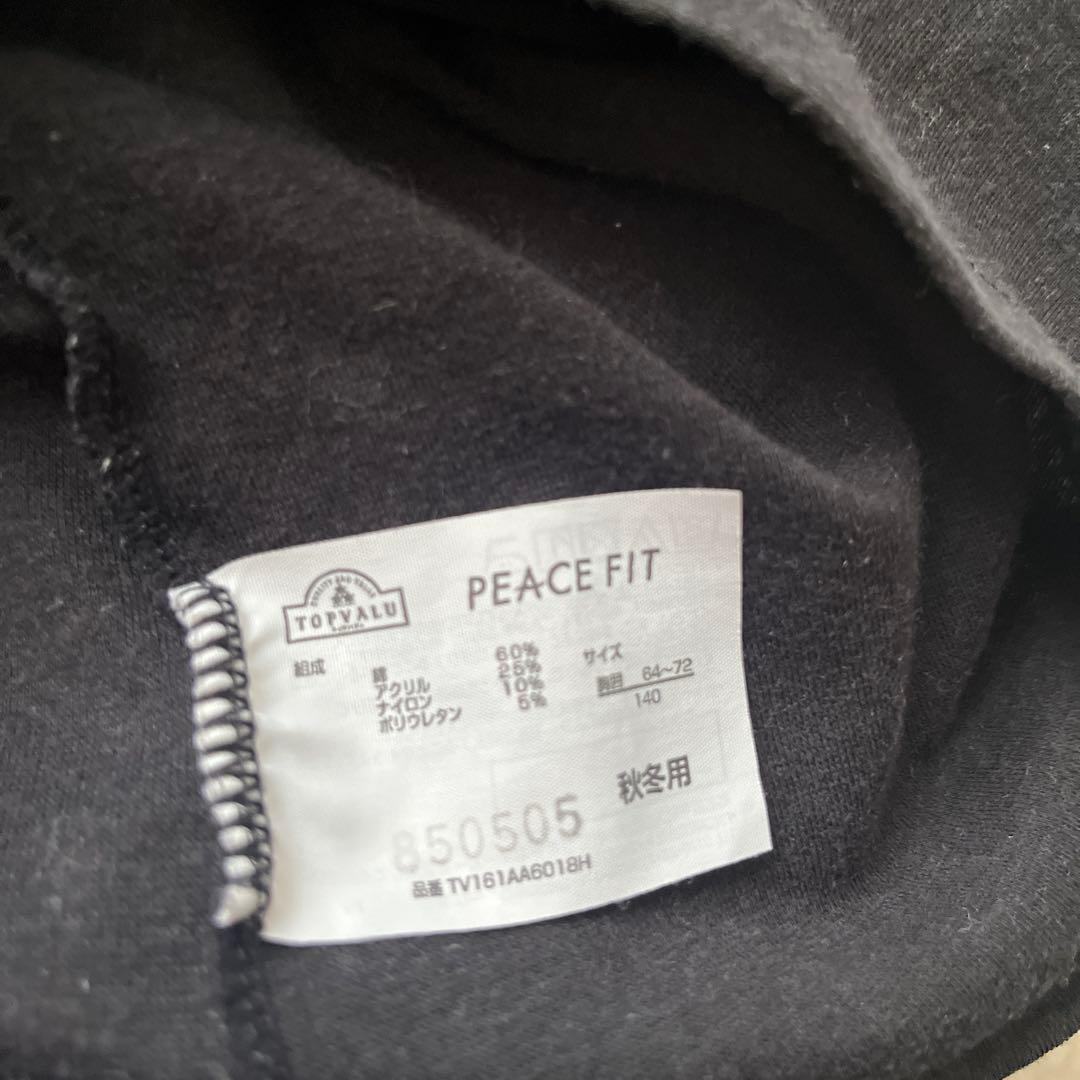 QUALITY AND VALUE
TOPVALU
PEACE FIT
組成
綿 60%
アクリル 25%
ナイロン 10%
ポリウレタン 5%
サイズ
胸囲 64~72
140
秋冬用
850505
品番 TV161AA6018H